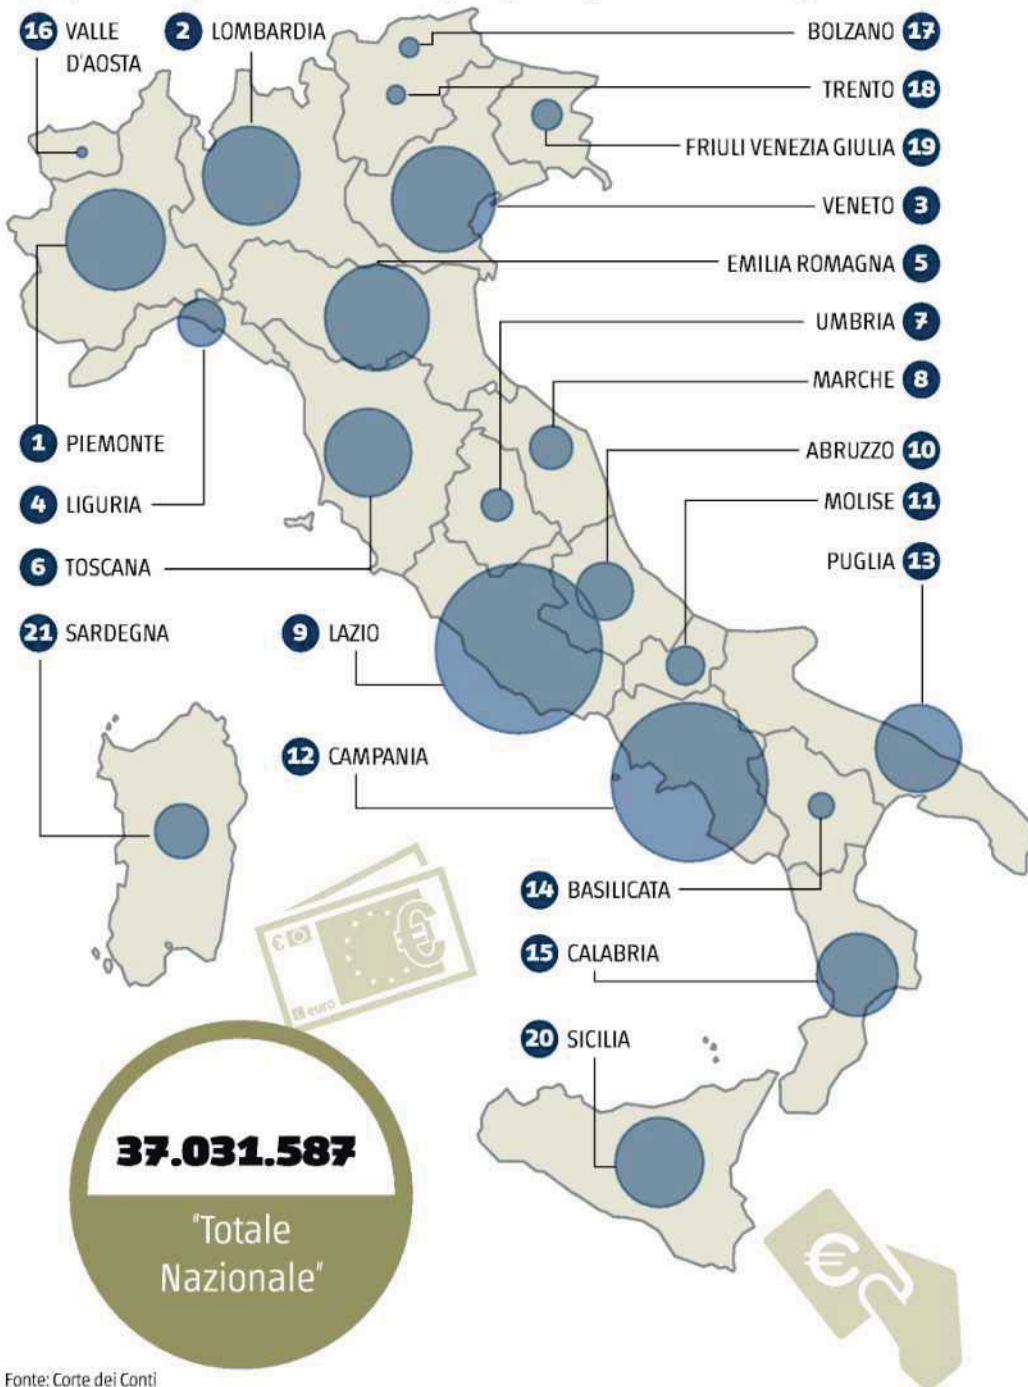 16 VALLE D'AOSTA
2 LOMBARDIA
BOLZANO 17
TRENTO 18
FRIULI VENEZIA GIULIA 19
VENETO 3
EMILIA ROMAGNA 5
UMBRIA 7
MARCHE 8
1 PIEMONTE
ABRUZZO 10
4 LIGURIA
MOLISE 11
6 TOSCANA
PUGLIA 13
21 SARDEGNA
9 LAZIO
12 CAMPANIA
14 BASILICATA
15 CALABRIA
20 SICILIA
€
€
euro
37.031.587
"Totale
Nazionale"
€
Fonte: Corte dei Conti